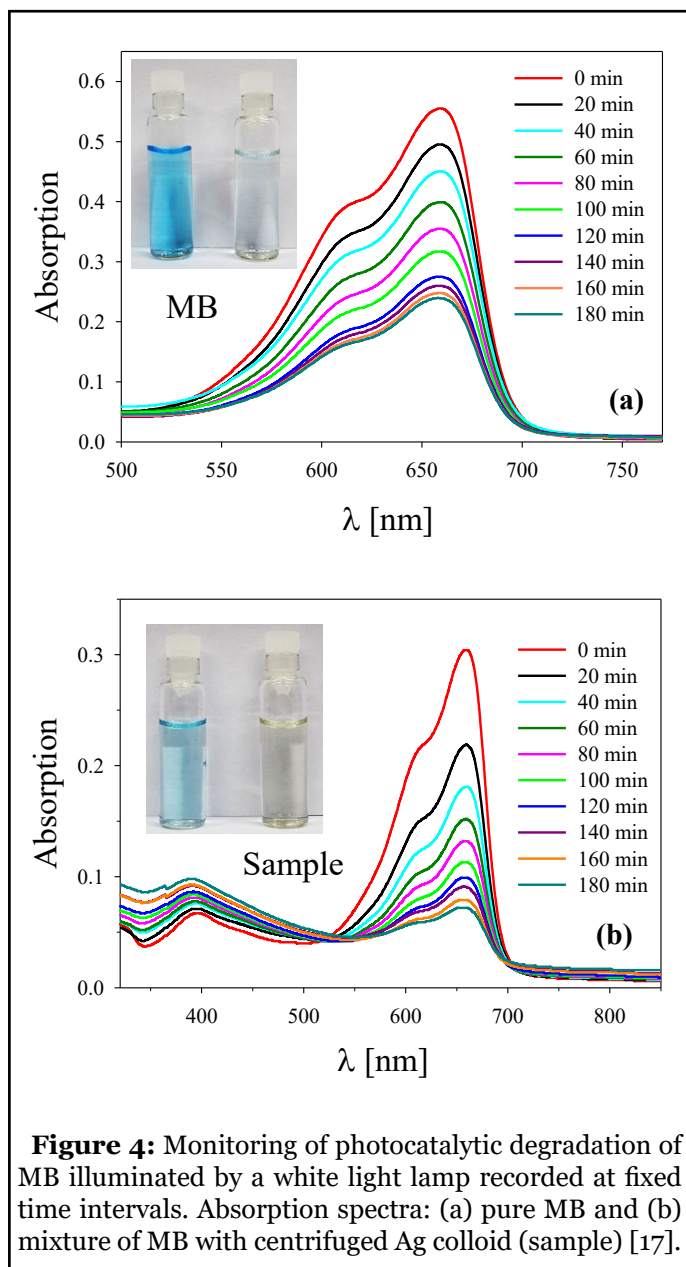 0.6
0.5
0.4
0.3
0.2
0.1
0.0
Absorption
MB
0 min
20 min
40 min
60 min
80 min
100 min
120 min
140 min
160 min
180 min
(a)
500 550 600 650 700 750
λ [nm]
0.3
0.2
0.1
0.0
Absorption
Sample
0 min
20 min
40 min
60 min
80 min
100 min
120 min
140 min
160 min
180 min
(b)
400 500 600 700 800
λ [nm]
Figure 4: Monitoring of photocatalytic degradation of
MB illuminated by a white light lamp recorded at fixed
time intervals. Absorption spectra: (a) pure MB and (b)
mixture of MB with centrifuged Ag colloid (sample) [17].